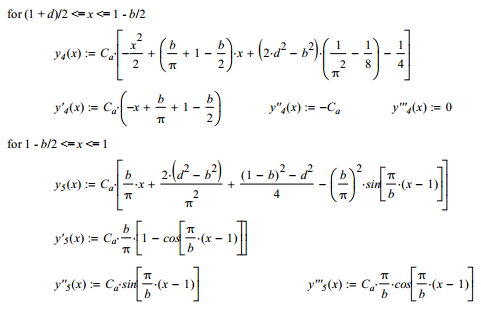 for (1 + d)/2 <= x <= 1 - b/2
y₄(x) := Cₐ·[-x²/2 + (b/π + 1 - b/2)·x + (2·d² - b²)·(1/π² - 1/8) - 1/4]
y'₄(x) := Cₐ·(-x + b/π + 1 - b/2) y''₄(x) := -Cₐ y'''₄(x) := 0
for 1 - b/2 <= x <= 1
y₅(x) := Cₐ·[b/π·x + 2·(d² - b²)/π² + ((1 - b)² - d²)/4 - (b/π)²·sin[π/b·(x - 1)]]
y'₅(x) := Cₐ·b/π·[1 - cos[π/b·(x - 1)]]
y''₅(x) := Cₐ·sin[π/b·(x - 1)] y'''₅(x) := Cₐ·π/b·cos[π/b·(x - 1)]